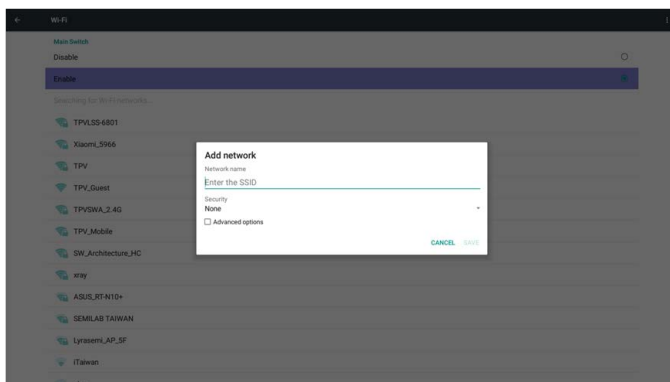 Wi-Fi
Main Switch
Disable
Enable
Searching for Wi-Fi networks...
TPVLSS-6801
Xiaomi_5966
TPV
TPV_Guest
TPVSWA_2.4G
TPV_Mobile
SW_Architecture_HC
xray
ASUS_RT-N10+
SEMILAB TAIWAN
Lyrasemi_AP_5F
iTaiwan
Add network
Network name
Enter the SSID
Security
None
Advanced options
CANCEL SAVE